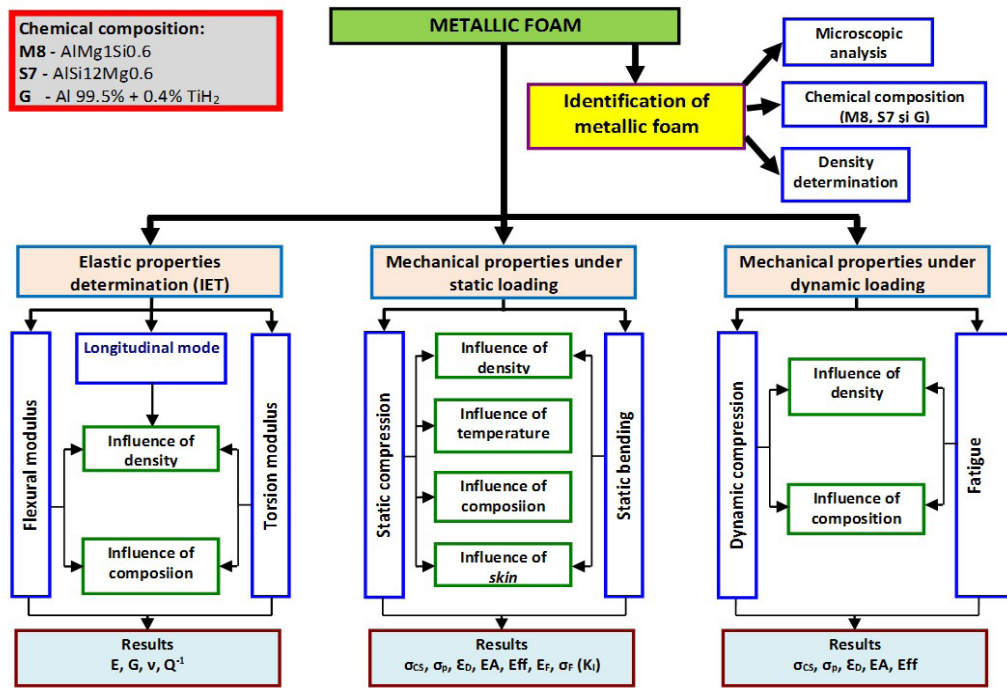 Chemical composition:
M8 - AlMg1Si0.6
S7 - AlSi12Mg0.6
G - Al 99.5% + 0.4% TiH₂
METALLIC FOAM
Identification of
metallic foam
Microscopic
analysis
Chemical composition
(M8, S7 si G)
Density
determination
Elastic properties
determination (IET)
Flexural modulus
Longitudinal mode
Influence of
density
Influence of
composiion
Torsion modulus
Results
E, G, ν, Q⁻¹
Mechanical properties under
static loading
Static compression
Influence of
density
Influence of
temperature
Influence of
composiion
Influence of
skin
Static bending
Results
σCS, σp, ƐD, EA, Eff, EF, σF (KI)
Mechanical properties under
dynamic loading
Dynamic compression
Influence of
density
Influence of
composition
Fatigue
Results
σCS, σp, ƐD, EA, Eff